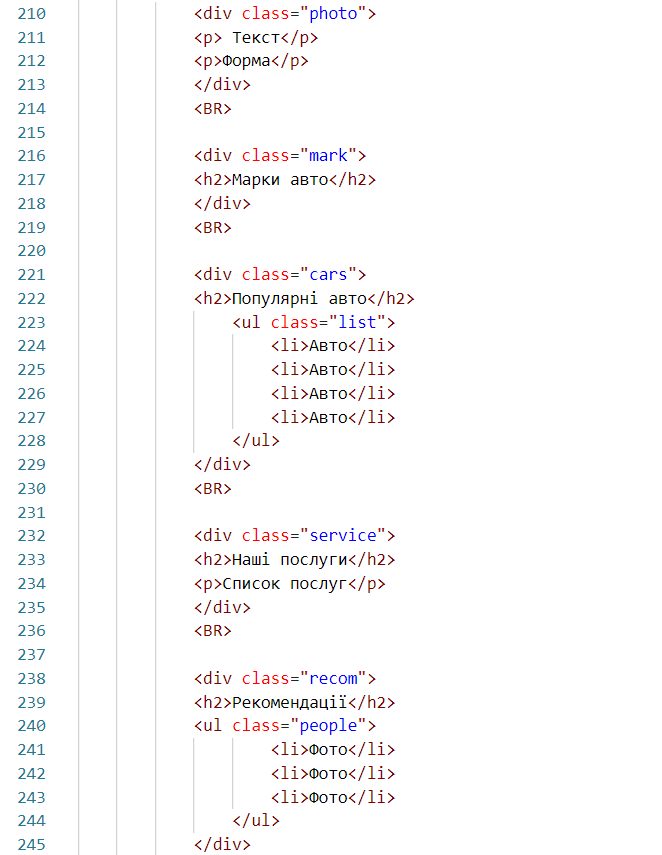 210 <div class="photo">
211 <p> Текст</p>
212 <p>Форма</p>
213 </div>
214 <BR>
215
216 <div class="mark">
217 <h2>Марки авто</h2>
218 </div>
219 <BR>
220
221 <div class="cars">
222 <h2>Популярні авто</h2>
223 <ul class="list">
224 <li>Авто</li>
225 <li>Авто</li>
226 <li>Авто</li>
227 <li>Авто</li>
228 </ul>
229 </div>
230 <BR>
231
232 <div class="service">
233 <h2>Наші послуги</h2>
234 <p>Список послуг</p>
235 </div>
236 <BR>
237
238 <div class="recom">
239 <h2>Рекомендації</h2>
240 <ul class="people">
241 <li>Фото</li>
242 <li>Фото</li>
243 <li>Фото</li>
244 </ul>
245 </div>